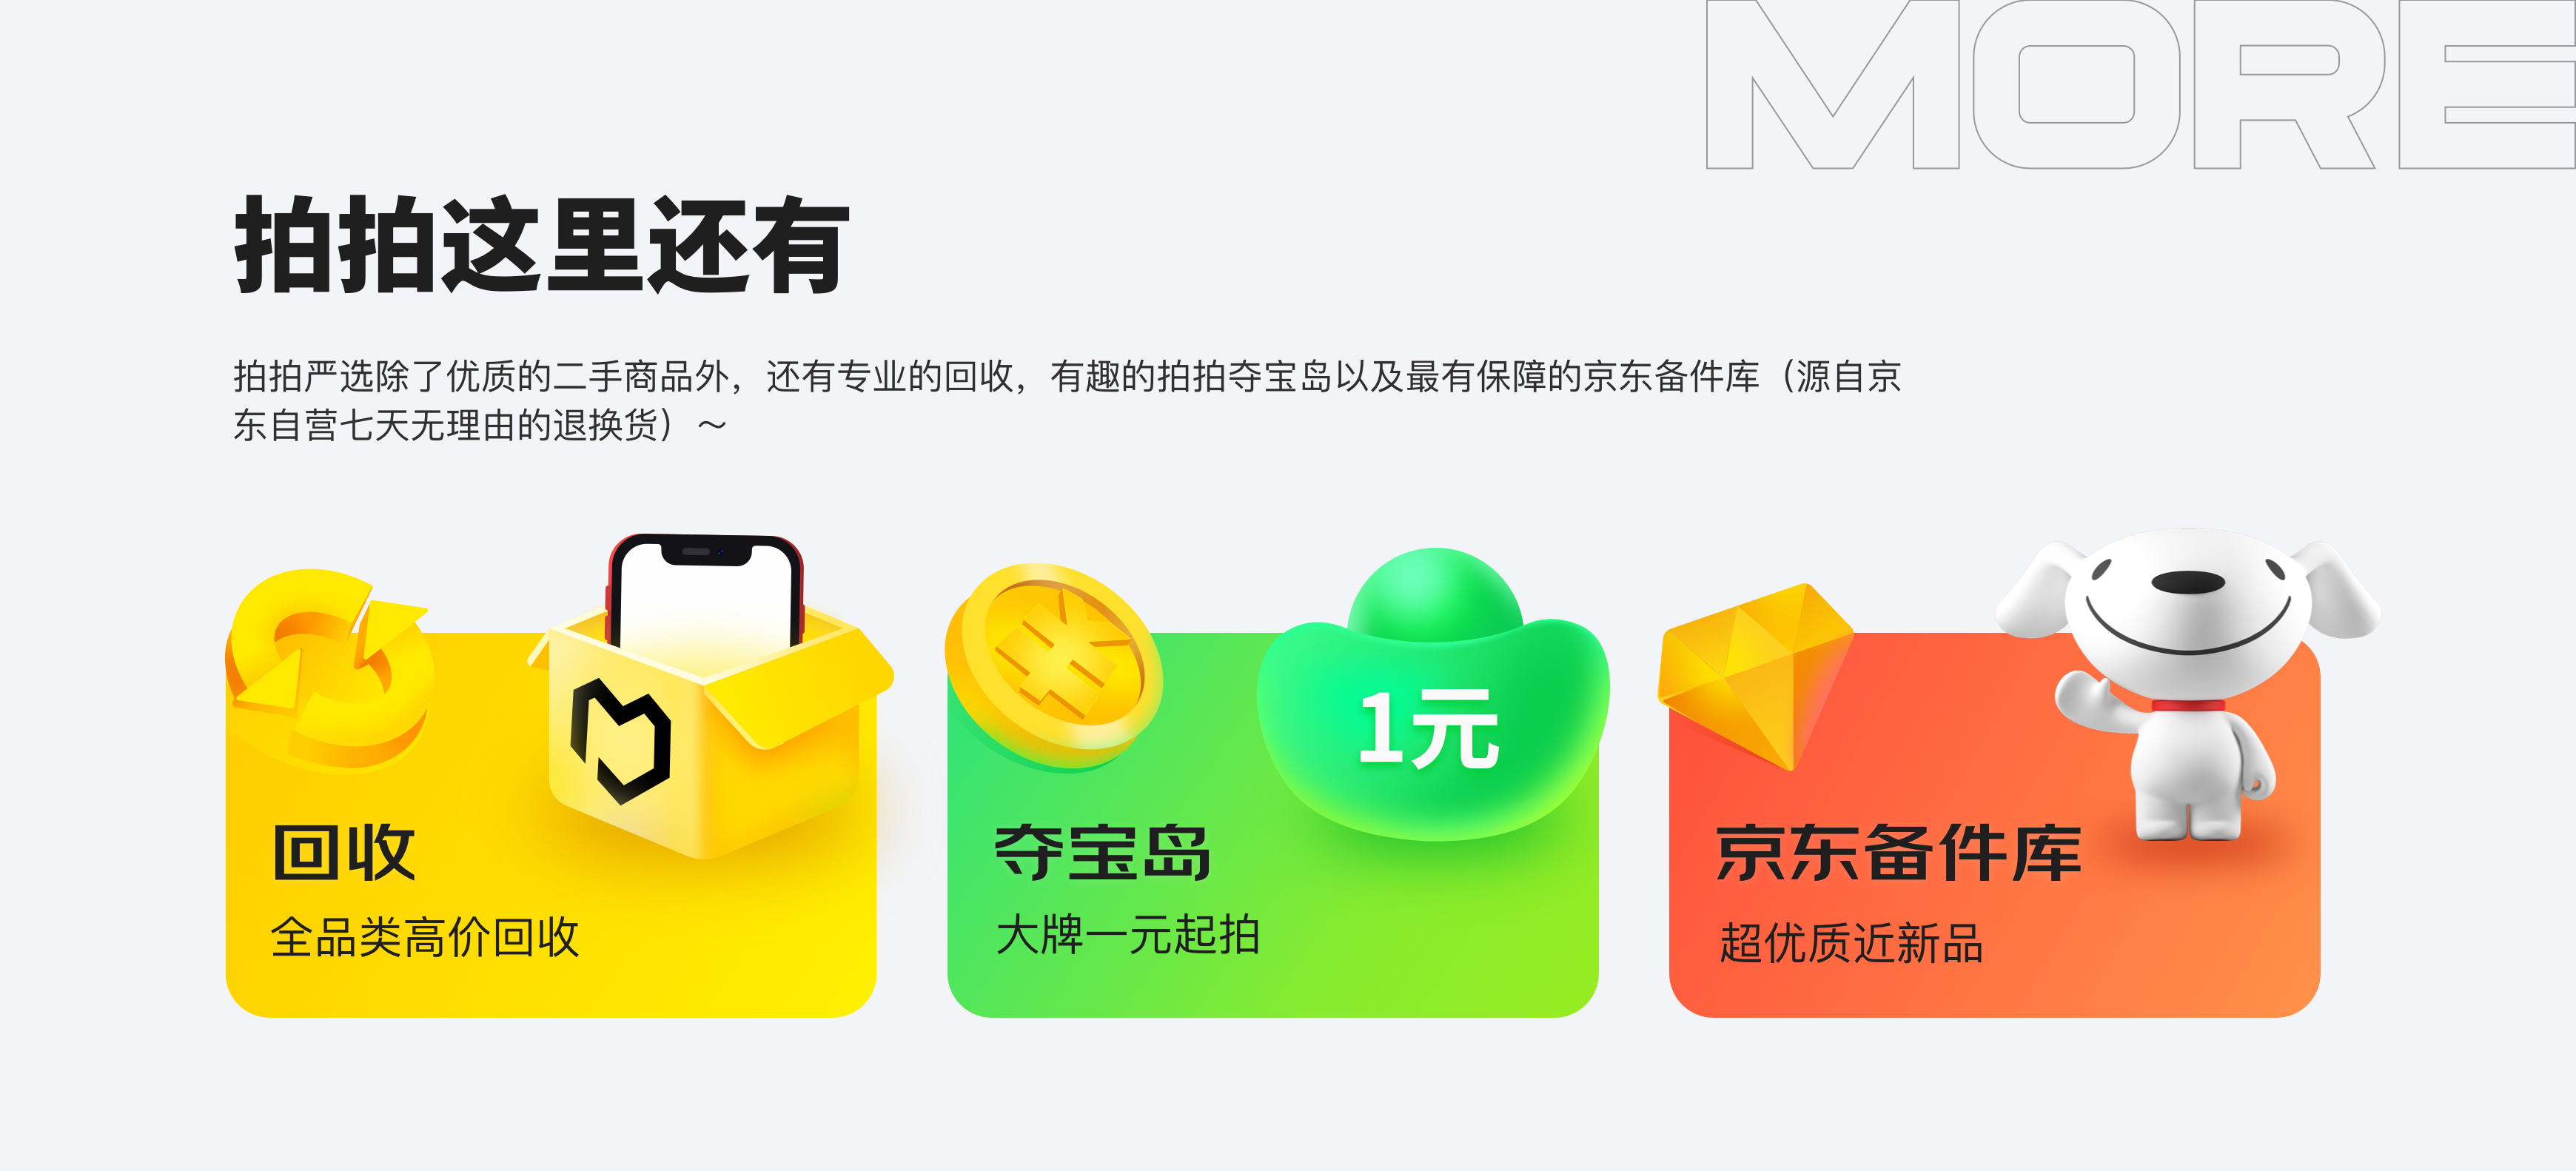 MORE
拍拍这里还有
拍拍严选除了优质的二手商品外，还有专业的回收，有趣的拍拍夺宝岛以及最有保障的京东备件库（源自京
东自营七天无理由的退换货）～
1元
回收
全品类高价回收
夺宝岛
大牌一元起拍
京东备件库
超优质近新品